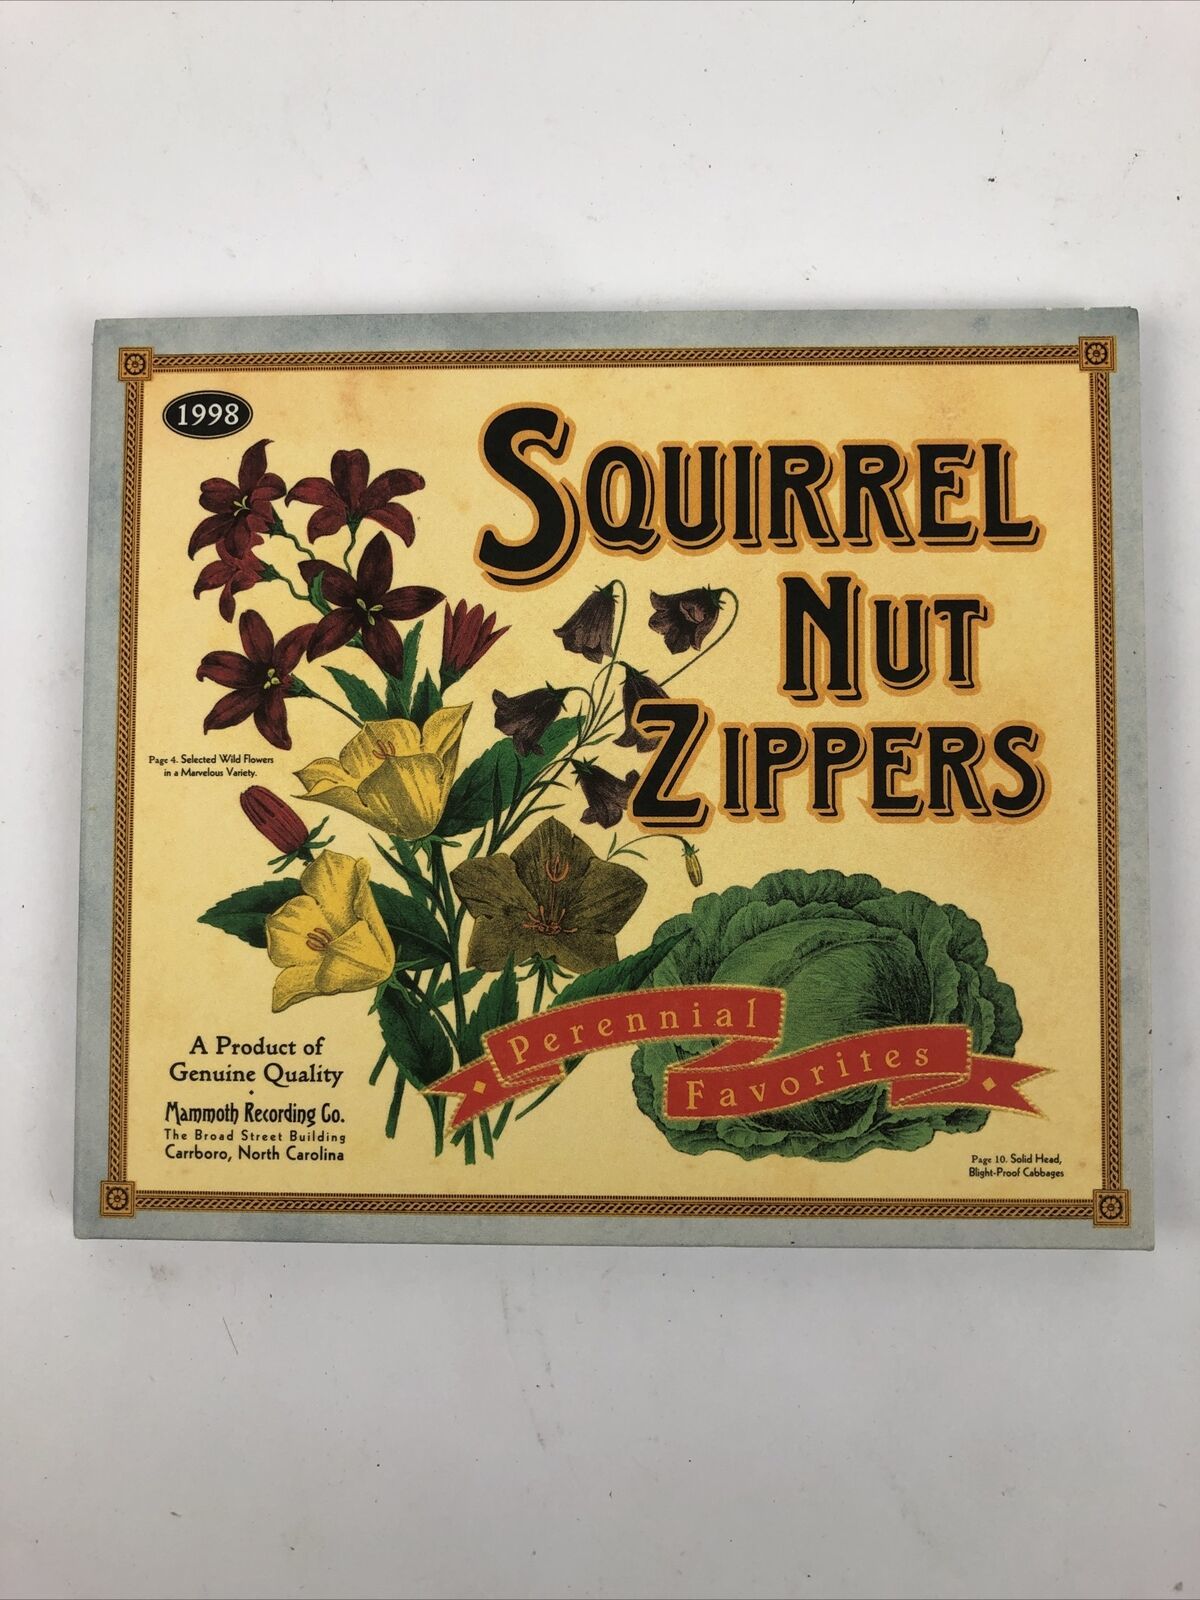 1998
SQUIRREL
NUT
ZIPPERS
Page 4. Selected Wild Flowers
in a Marvelous Variety.
Perennial
Favorites
A Product of
Genuine Quality
Mammoth Recording Co.
The Broad Street Building
Carrboro, North Carolina
Page 10. Solid Head,
Blight-Proof Cabbages